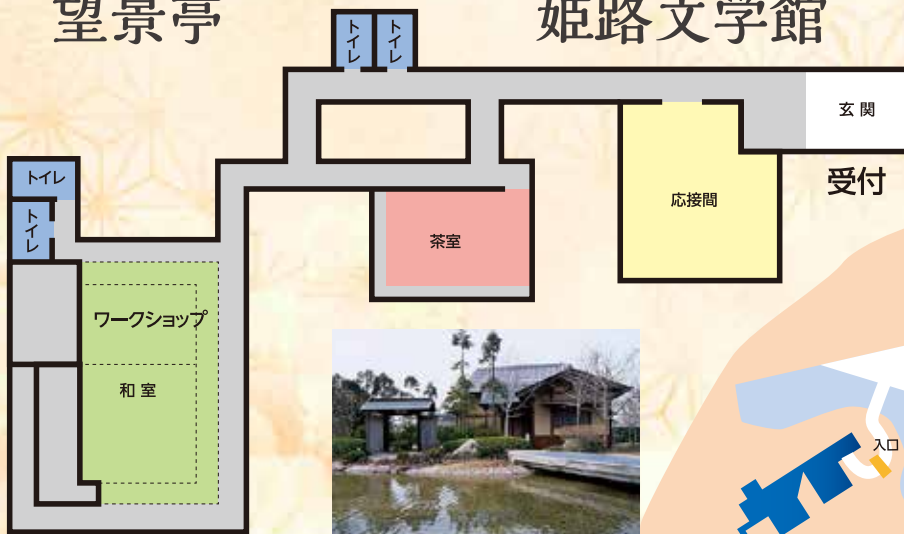 望景亭
姫路文学館
トイレ
トイレ
玄関
受付
応接間
茶室
トイレ
トイレ
ワークショップ
和室
入口